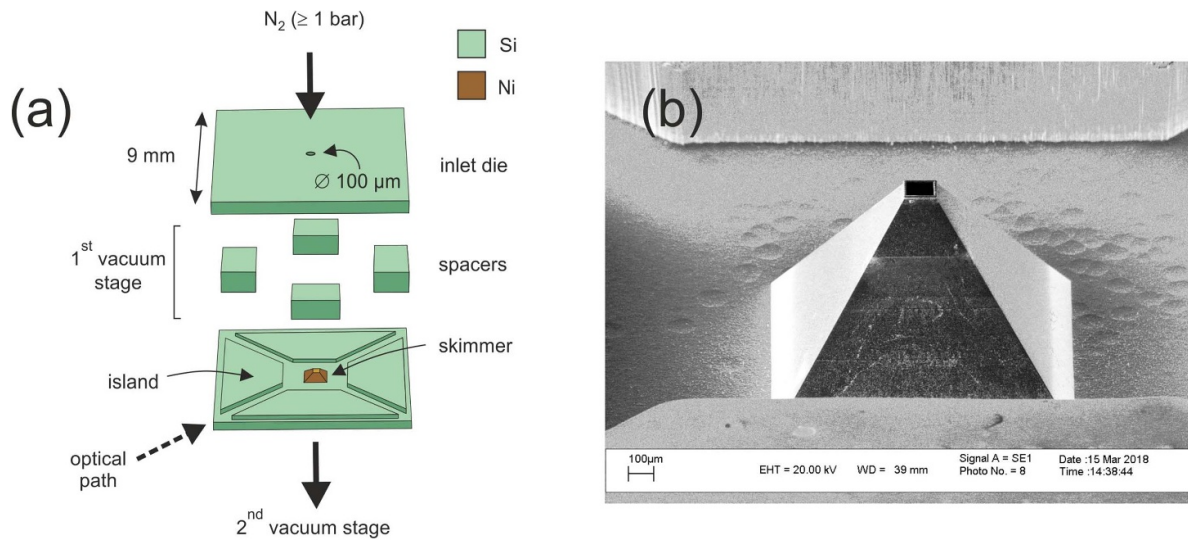 (a)
N₂ (≥ 1 bar)
Si
Ni
9 mm
∅ 100 µm
inlet die
1ˢᵗ vacuum
stage
spacers
skimmer
island
optical
path
2ⁿᵈ vacuum stage
(b)
100µm
EHT = 20.00 kV
WD = 39 mm
Signal A = SE1
Photo No. = 8
Date :15 Mar 2018
Time :14:38:44